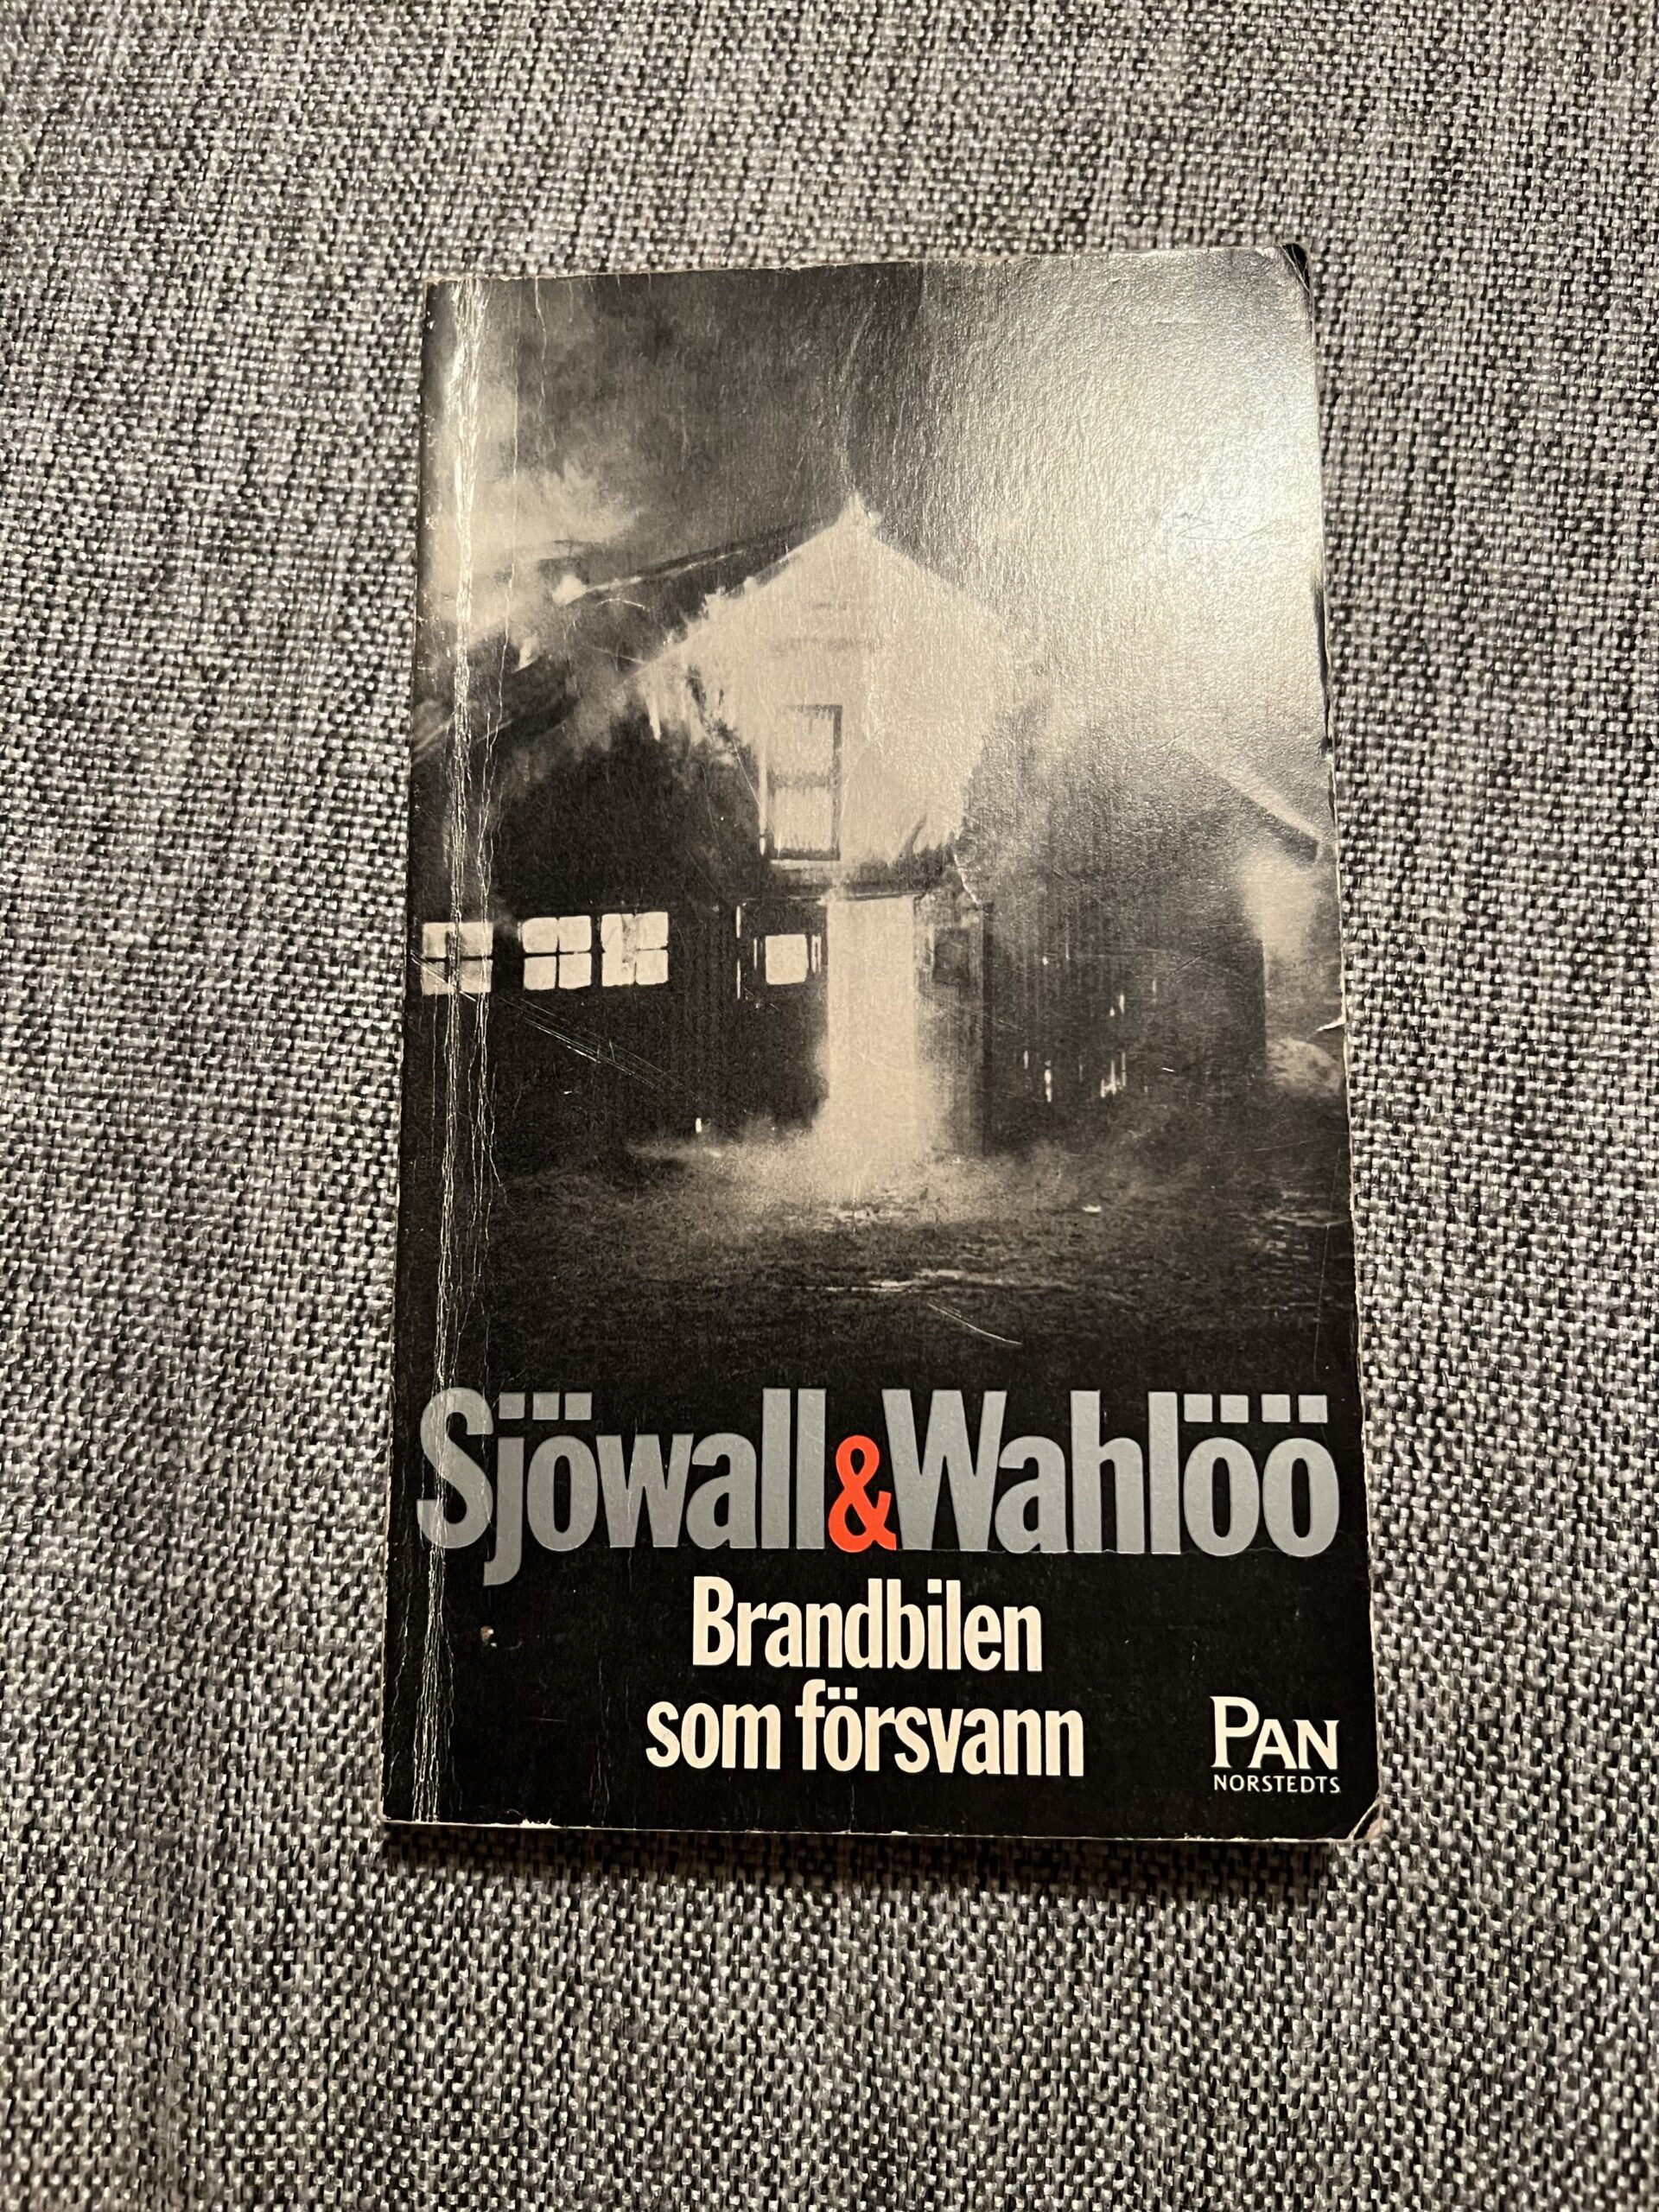 Sjöwall&Wahlöö
Brandbilen
som försvann
PAN
NORSTEDTS